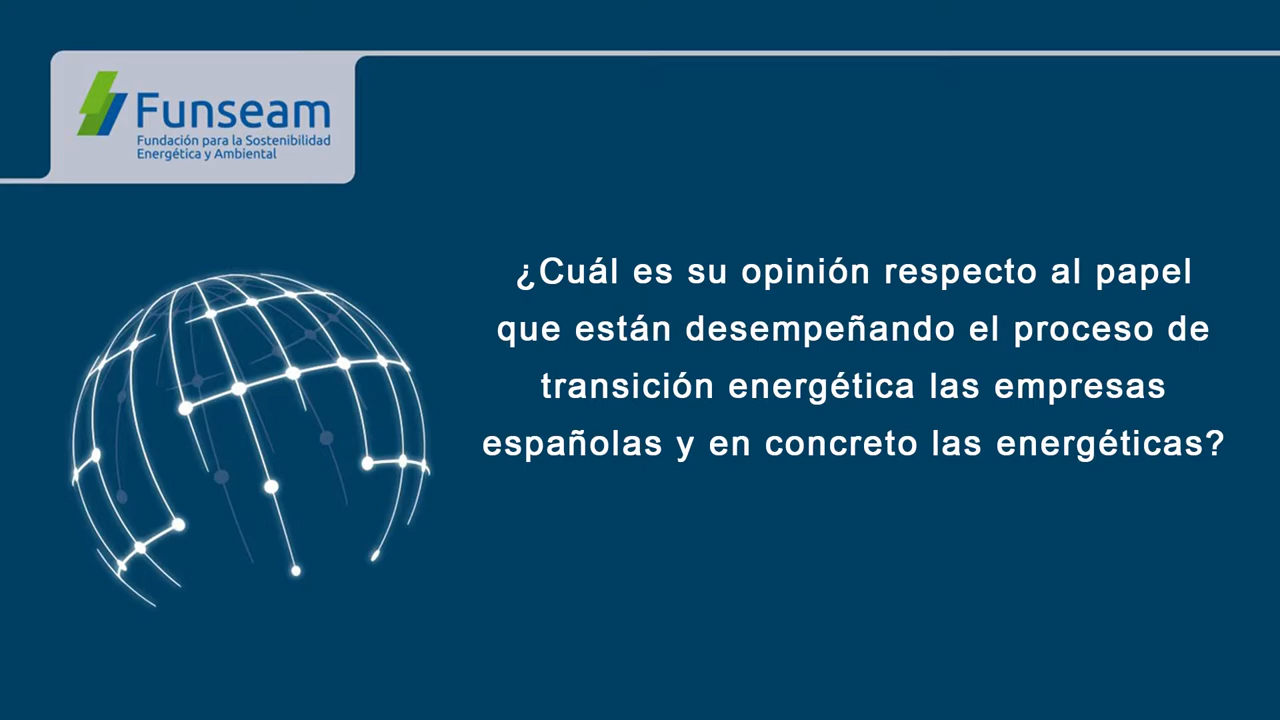 Funseam
Fundación para la Sostenibilidad
Energética y Ambiental
¿Cuál es su opinión respecto al papel
que están desempeñando el proceso de
transición energética las empresas
españolas y en concreto las energéticas?